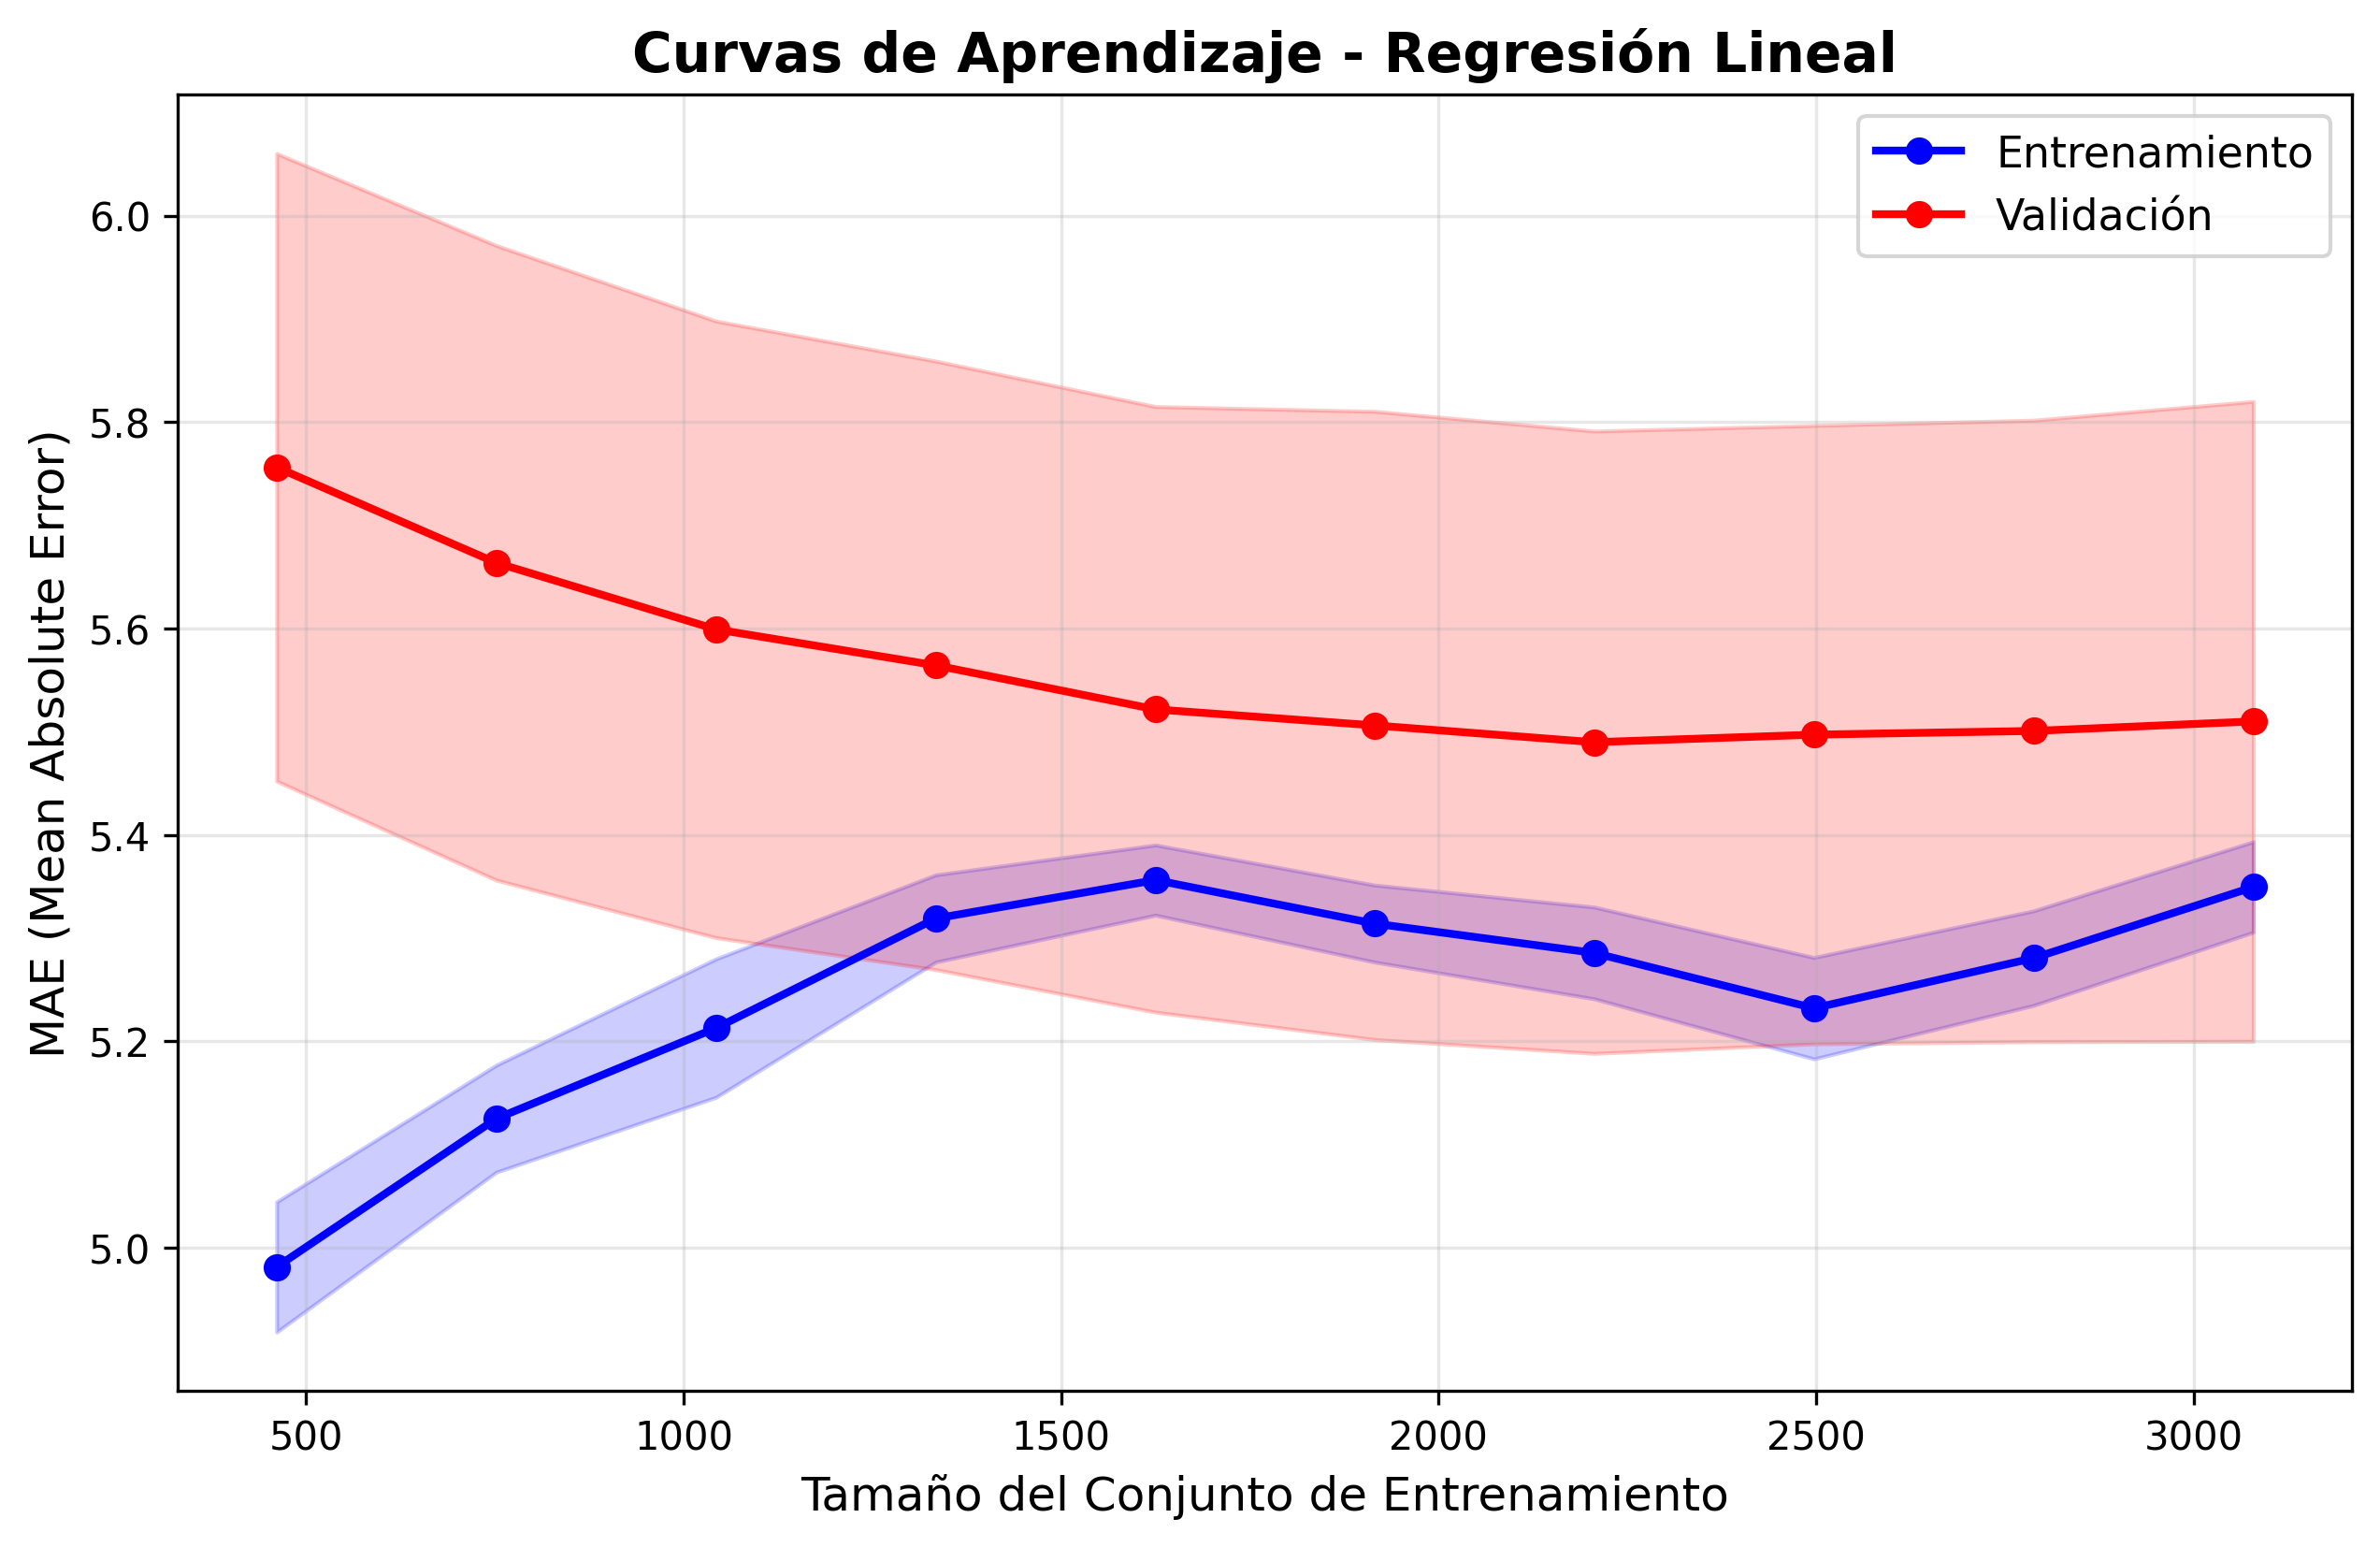 Curvas de Aprendizaje - Regresión Lineal
Entrenamiento
Validación
MAE (Mean Absolute Error)
6.0
5.8
5.6
5.4
5.2
5.0
500 1000 1500 2000 2500 3000
Tamaño del Conjunto de Entrenamiento